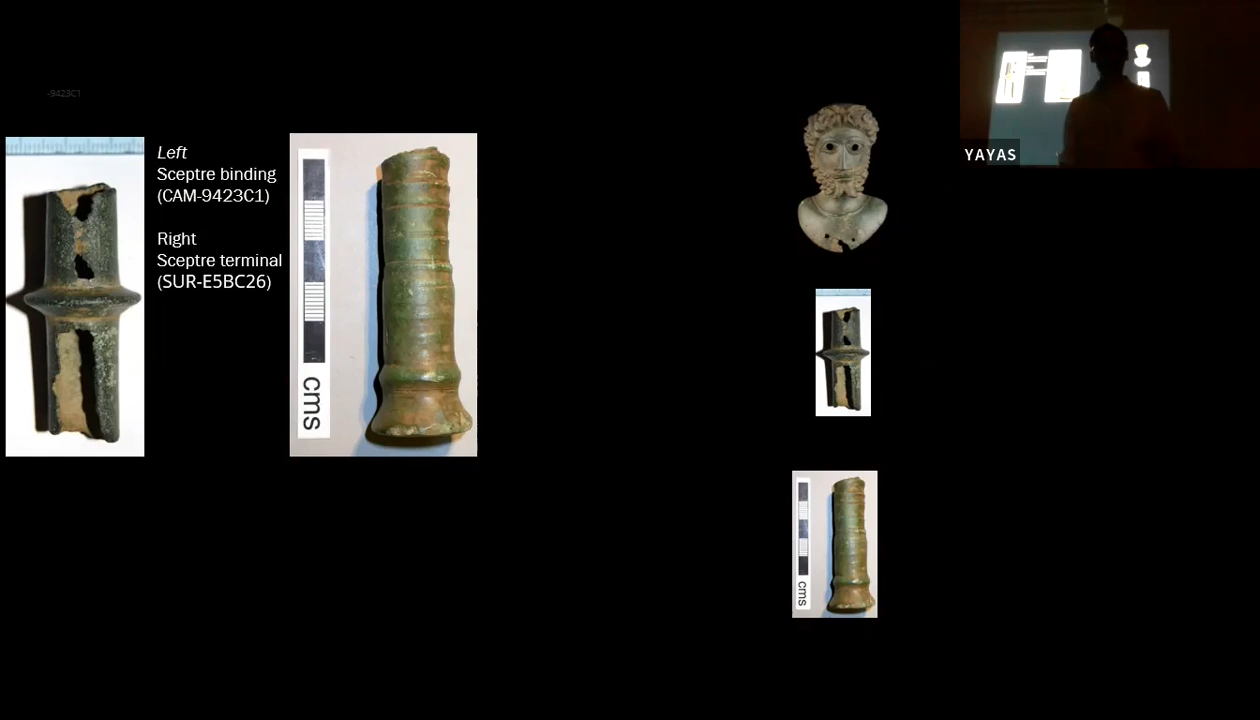 -9423C1
Left
Sceptre binding
(CAM-9423C1)
Right
Sceptre terminal
(SUR-E5BC26)
cms
cms
YAYAS